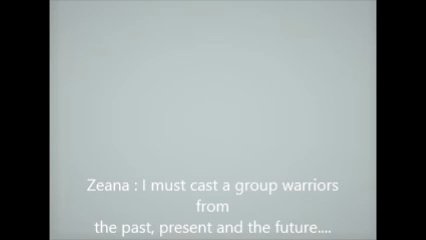 Zeana : I must cast a group warriors
from
the past, present and the future....